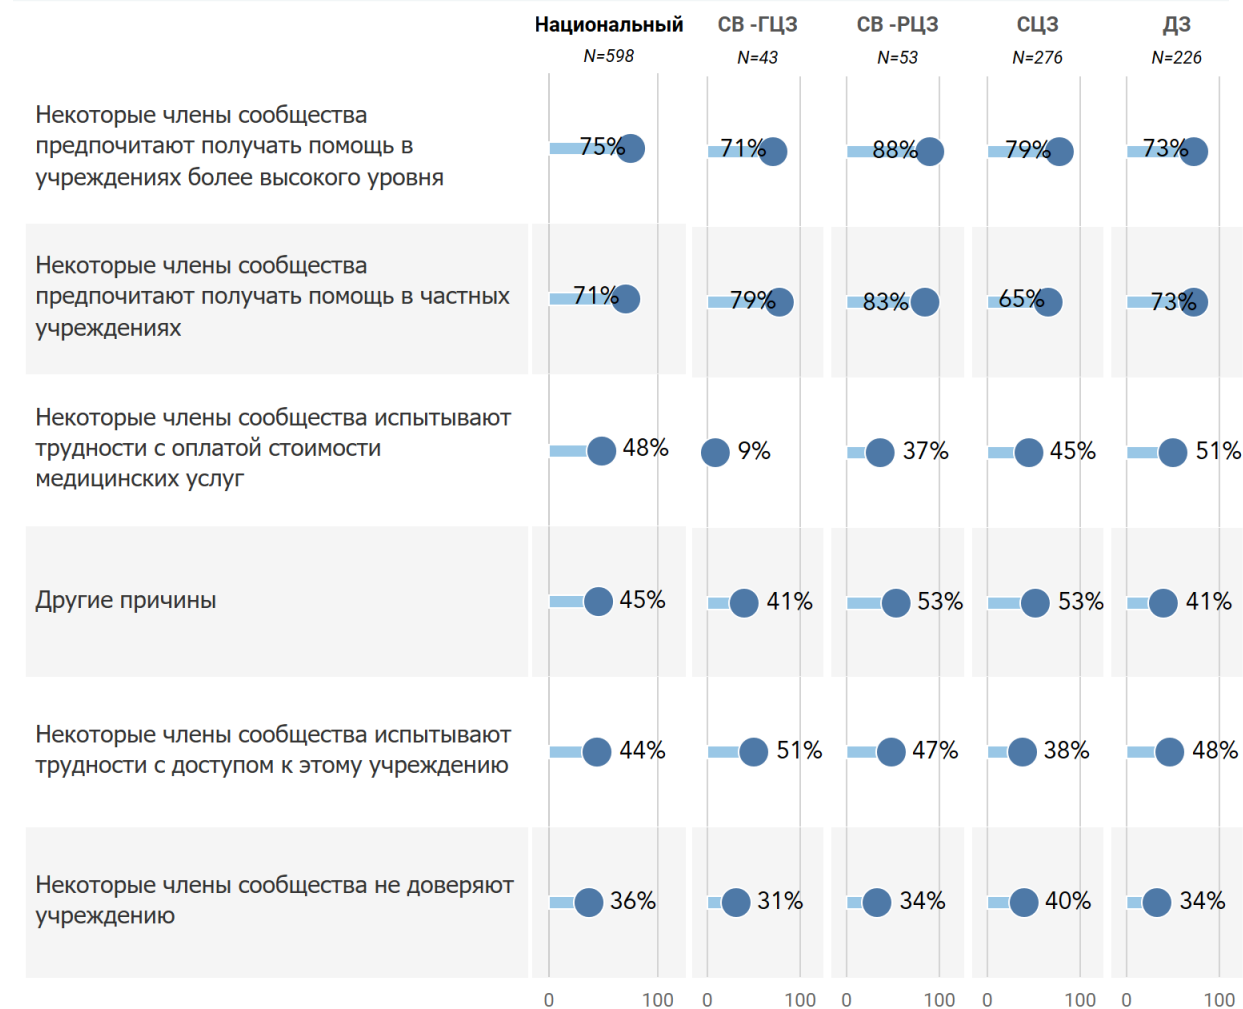 Национальный СВ -ГЦЗ СВ -РЦЗ СЦЗ ДЗ
N=598 N=43 N=53 N=276 N=226
Некоторые члены сообщества
предпочитают получать помощь в
учреждениях более высокого уровня
75% 71% 88% 79% 73%
Некоторые члены сообщества
предпочитают получать помощь в частных
учреждениях
71% 79% 83% 65% 73%
Некоторые члены сообщества испытывают
трудности с оплатой стоимости
медицинских услуг
48% 9% 37% 45% 51%
Другие причины
45% 41% 53% 53% 41%
Некоторые члены сообщества испытывают
трудности с доступом к этому учреждению
44% 51% 47% 38% 48%
Некоторые члены сообщества не доверяют
учреждению
36% 31% 34% 40% 34%
0 100 0 100 0 100 0 100 0 100